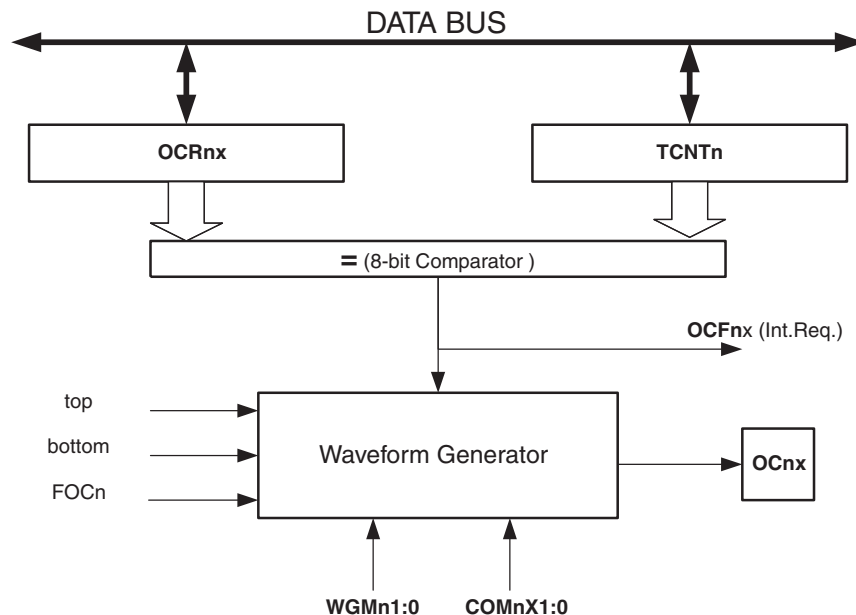 DATA BUS
OCRnx
TCNTn
= (8-bit Comparator )
OCFnx (Int.Req.)
top
bottom
FOCn
Waveform Generator
OCnx
WGMn1:0
COMnX1:0